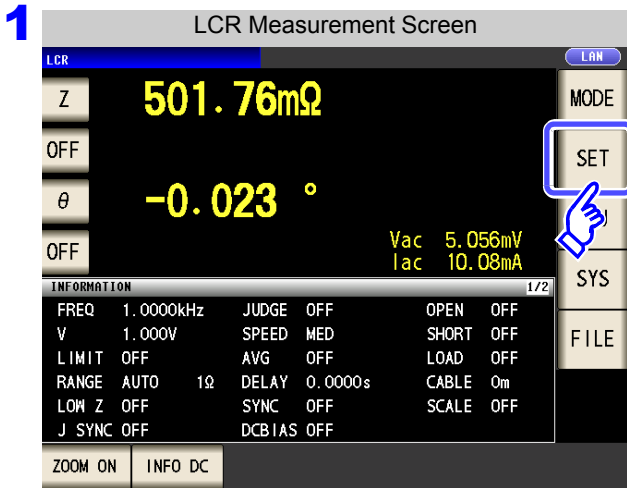 1
LCR Measurement Screen
LCR
LAN
Z 501.76mΩ
OFF
θ -0.023 °
OFF
Vac 5.056mV
Iac 10.08mA
MODE
SET
SYS
FILE
INFORMATION 1/2
FREQ 1.0000kHz JUDGE OFF OPEN OFF
V 1.000V SPEED MED SHORT OFF
LIMIT OFF AVG OFF LOAD OFF
RANGE AUTO 1Ω DELAY 0.0000s CABLE 0m
LOW Z OFF SYNC OFF SCALE OFF
J SYNC OFF DCBIAS OFF
ZOOM ON INFO DC